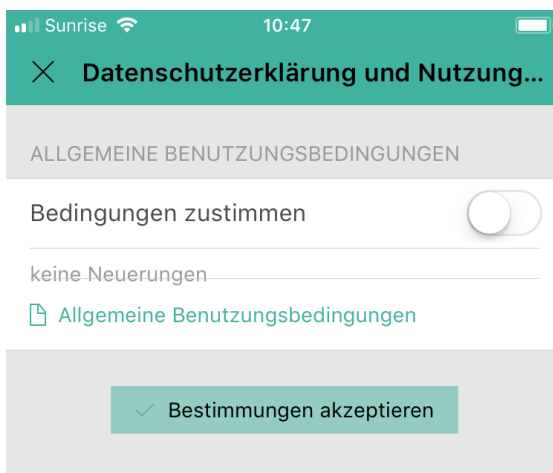 Sunrise 10:47
Datenschutzerklärung und Nutzung...
ALLGEMEINE BENUTZUNGSBEDINGUNGEN
Bedingungen zustimmen
keine Neuerungen
Allgemeine Benutzungsbedingungen
Bestimmungen akzeptieren